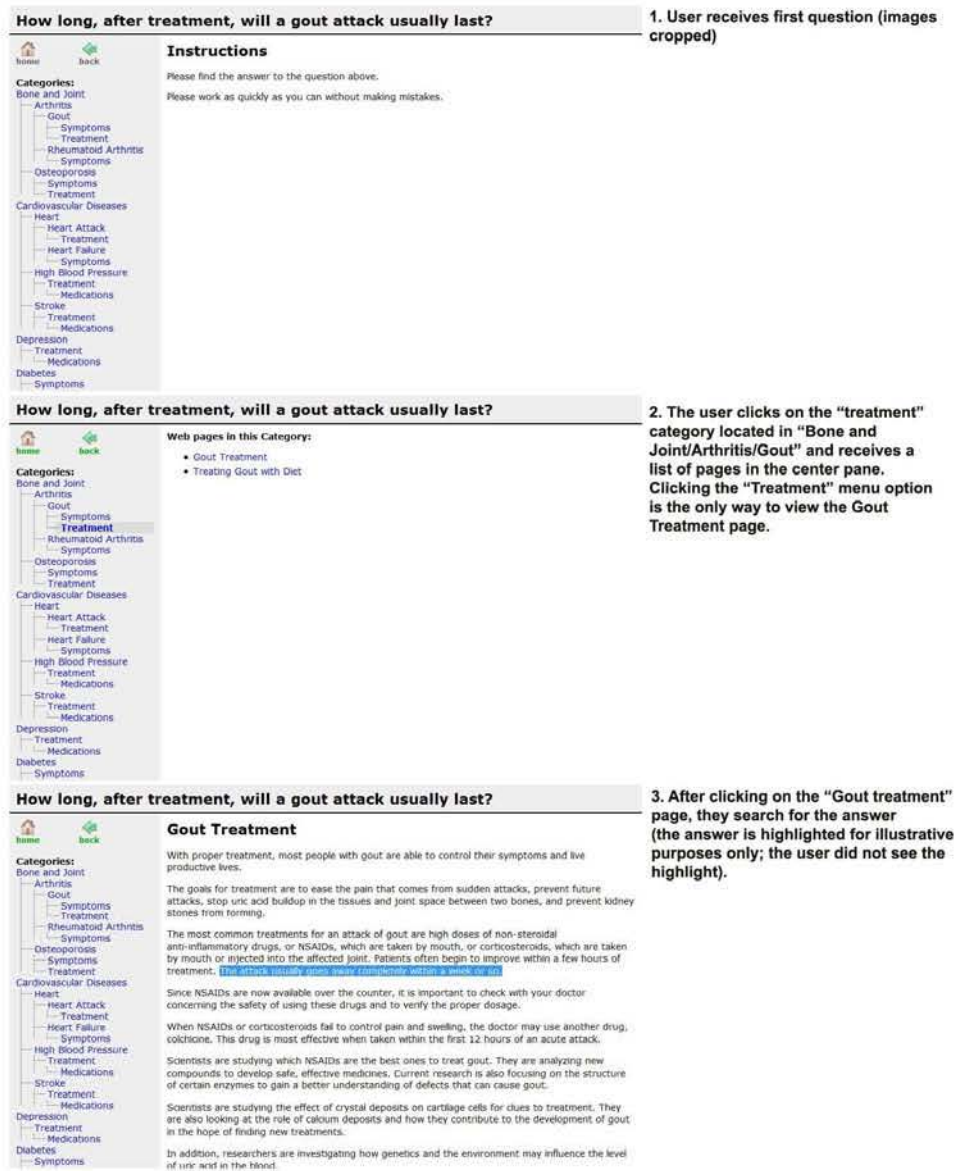 How long, after treatment, will a gout attack usually last?
1. User receives first question (images
cropped)
home
back
Categories:
Bone and Joint
Arthritis
Gout
Symptoms
Treatment
Rheumatoid Arthritis
Symptoms
Osteoporosis
Symptoms
Treatment
Cardiovascular Diseases
Heart
Heart Attack
Treatment
Heart Failure
Symptoms
High Blood Pressure
Treatment
Medications
Stroke
Treatment
Medications
Depression
Treatment
Medications
Diabetes
Symptoms
Instructions
Please find the answer to the question above.
Please work as quickly as you can without making mistakes.
How long, after treatment, will a gout attack usually last?
2. The user clicks on the “treatment”
category located in “Bone and
Joint/Arthritis/Gout” and receives a
list of pages in the center pane.
Clicking the “Treatment” menu option
is the only way to view the Gout
Treatment page.
home
back
Categories:
Bone and Joint
Arthritis
Gout
Symptoms
Treatment
Rheumatoid Arthritis
Symptoms
Osteoporosis
Symptoms
Treatment
Cardiovascular Diseases
Heart
Heart Attack
Treatment
Heart Failure
Symptoms
High Blood Pressure
Treatment
Medications
Stroke
Treatment
Medications
Depression
Treatment
Medications
Diabetes
Symptoms
Web pages in this Category:
• Gout Treatment
• Treating Gout with Diet
How long, after treatment, will a gout attack usually last?
3. After clicking on the “Gout treatment”
page, they search for the answer
(the answer is highlighted for illustrative
purposes only; the user did not see the
highlight).
home
back
Categories:
Bone and Joint
Arthritis
Gout
Symptoms
Treatment
Rheumatoid Arthritis
Symptoms
Osteoporosis
Symptoms
Treatment
Cardiovascular Diseases
Heart
Heart Attack
Treatment
Heart Failure
Symptoms
High Blood Pressure
Treatment
Medications
Stroke
Treatment
Medications
Depression
Treatment
Medications
Diabetes
Symptoms
Gout Treatment
With proper treatment, most people with gout are able to control their symptoms and live
productive lives.
The goals for treatment are to ease the pain that comes from sudden attacks, prevent future
attacks, stop uric acid buildup in the tissues and joint space between two bones, and prevent kidney
stones from forming.
The most common treatments for an attack of gout are high doses of non-steroidal
anti-inflammatory drugs, or NSAIDs, which are taken by mouth, or corticosteroids, which are taken
by mouth or injected into the affected joint. Patients often begin to improve within a few hours of
treatment. The attack usually goes away completely within a week or so.
Since NSAIDs are now available over the counter, it is important to check with your doctor
concerning the safety of using these drugs and to verify the proper dosage.
When NSAIDs or corticosteroids fail to control pain and swelling, the doctor may use another drug,
colchicine. This drug is most effective when taken within the first 12 hours of an acute attack.
Scientists are studying which NSAIDs are the best ones to treat gout. They are analyzing new
compounds to develop safe, effective medicines. Current research is also focusing on the structure
of certain enzymes to gain a better understanding of defects that can cause gout.
Scientists are studying the effect of crystal deposits on cartilage cells for clues to treatment. They
are also looking at the role of calcium deposits and how they contribute to the development of gout
in the hope of finding new treatments.
In addition, researchers are investigating how genetics and the environment may influence the level
of uric acid in the blood.